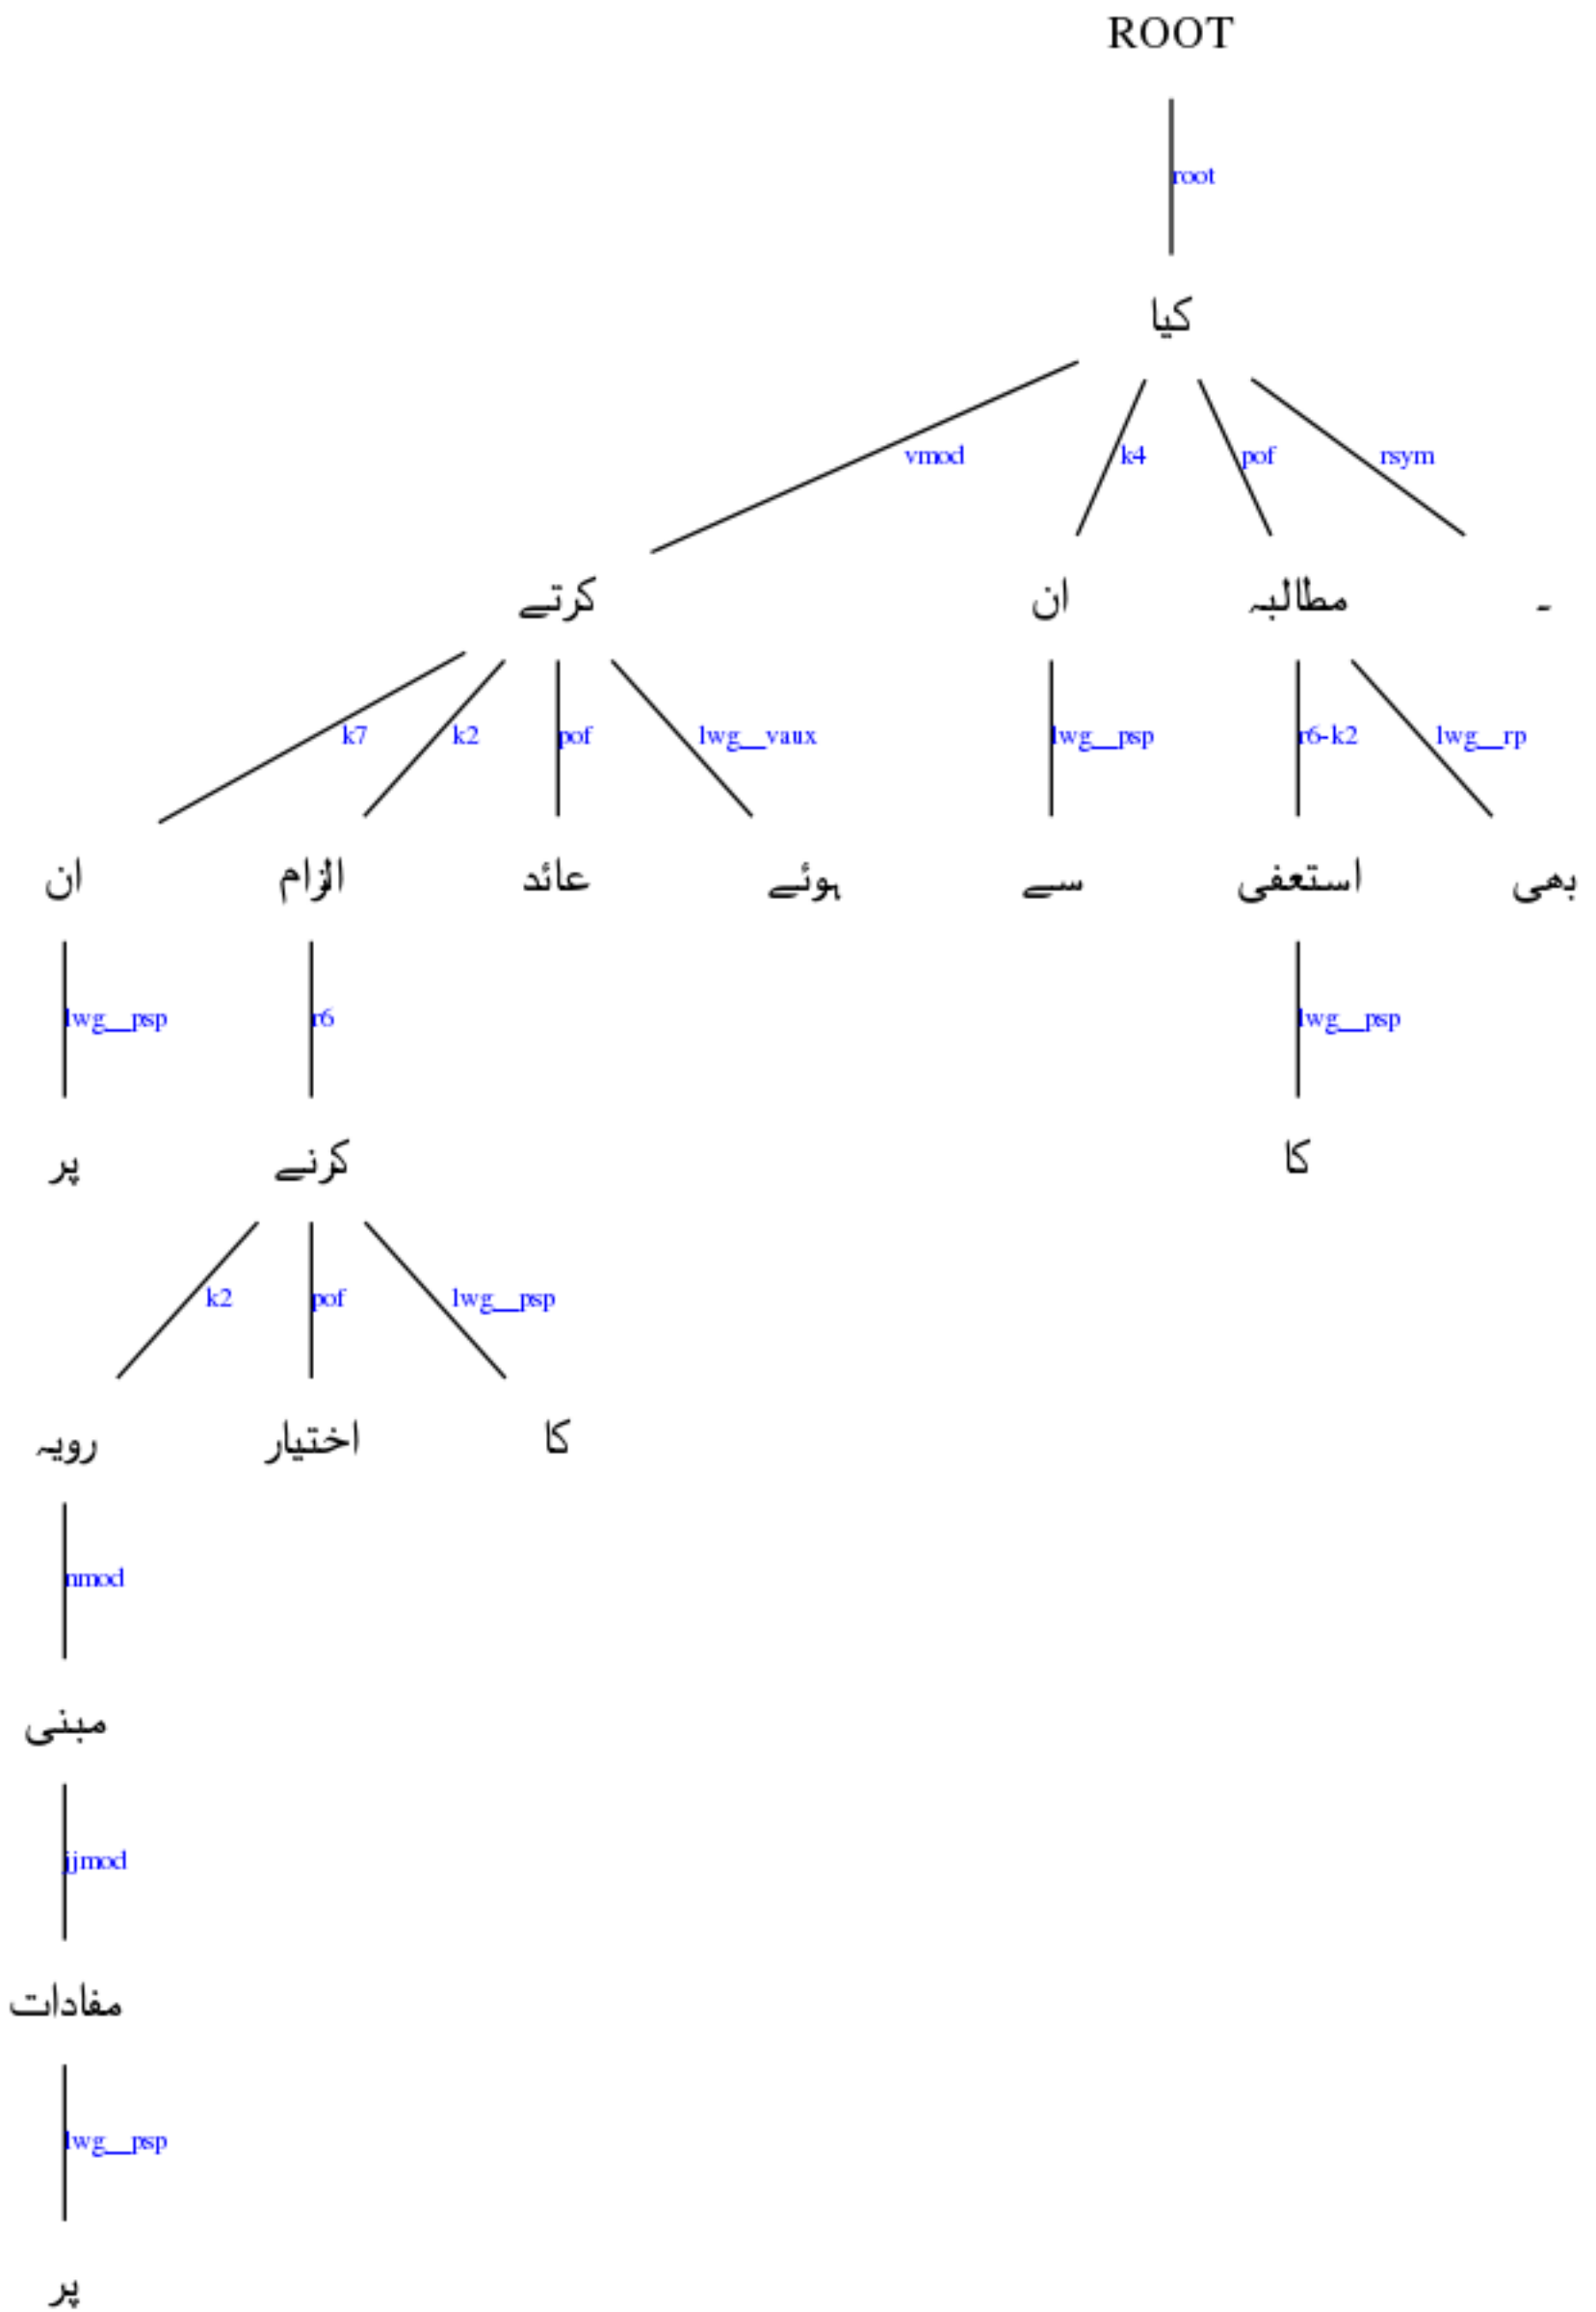 ROOT
root
کیا
vmod k4 pof rsym
کرتے ان مطالبہ ۔
k7 k2 pof lwg__vaux lwg__psp r6-k2 lwg__rp
ان الزام عائد ہوئے سے استعفی بھی
lwg__psp r6 lwg__psp
پر کرنے کا
k2 pof lwg__psp
رویہ اختیار کا
nmod
مبنی
jjmod
مفادات
lwg__psp
پر